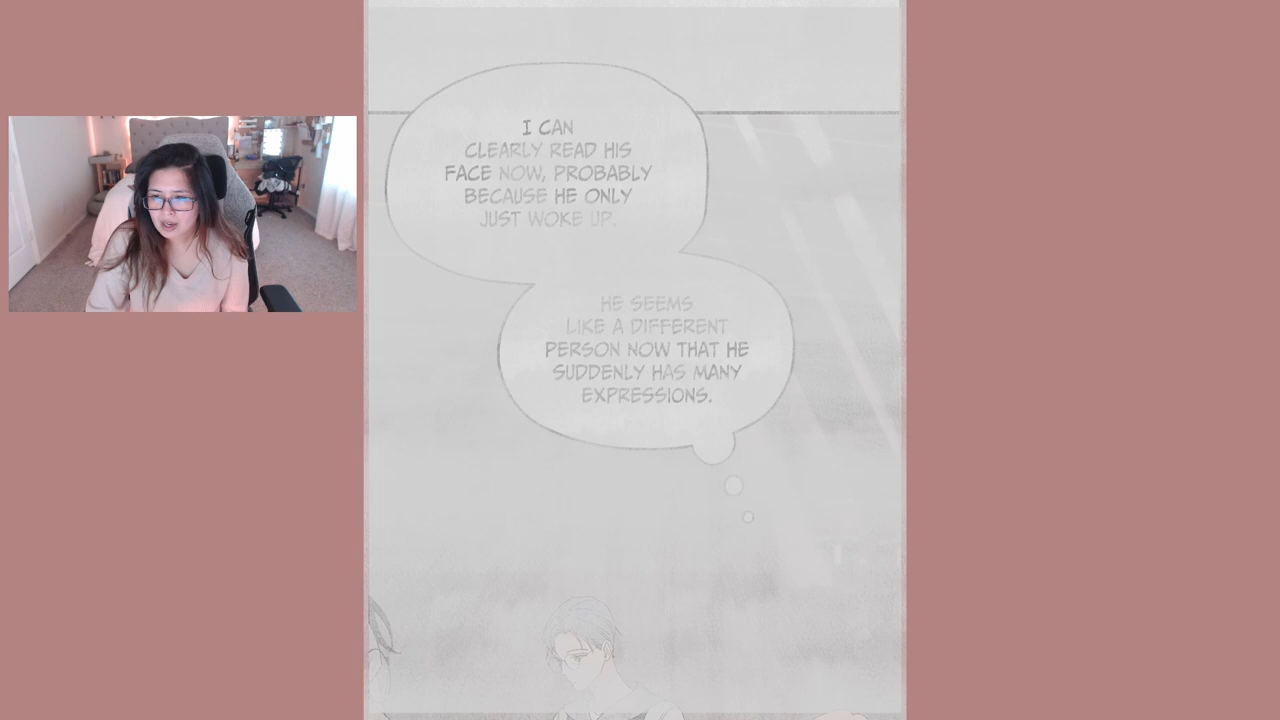 I CAN
CLEARLY READ HIS
FACE NOW, PROBABLY
BECAUSE HE ONLY
JUST WOKE UP.
HE SEEMS
LIKE A DIFFERENT
PERSON NOW THAT HE
SUDDENLY HAS MANY
EXPRESSIONS.